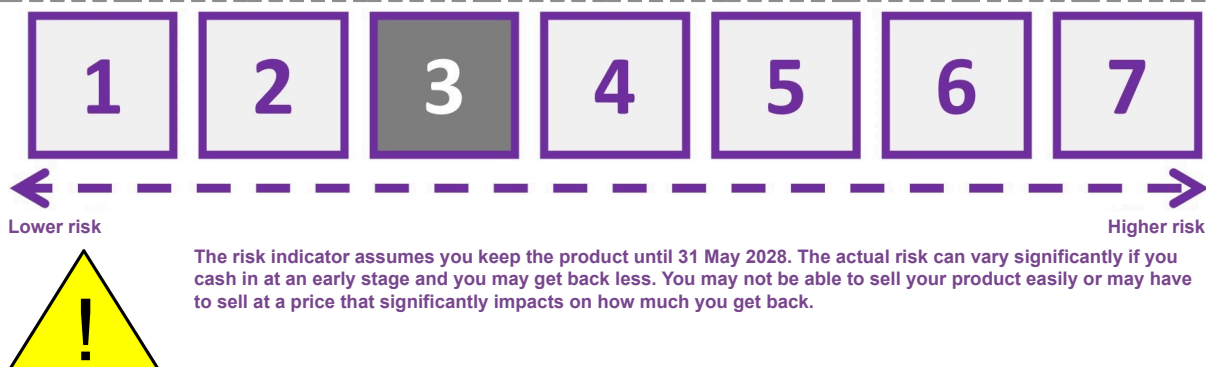 1 2 3 4 5 6 7
Lower risk Higher risk
The risk indicator assumes you keep the product until 31 May 2028. The actual risk can vary significantly if you
cash in at an early stage and you may get back less. You may not be able to sell your product easily or may have
to sell at a price that significantly impacts on how much you get back.
!